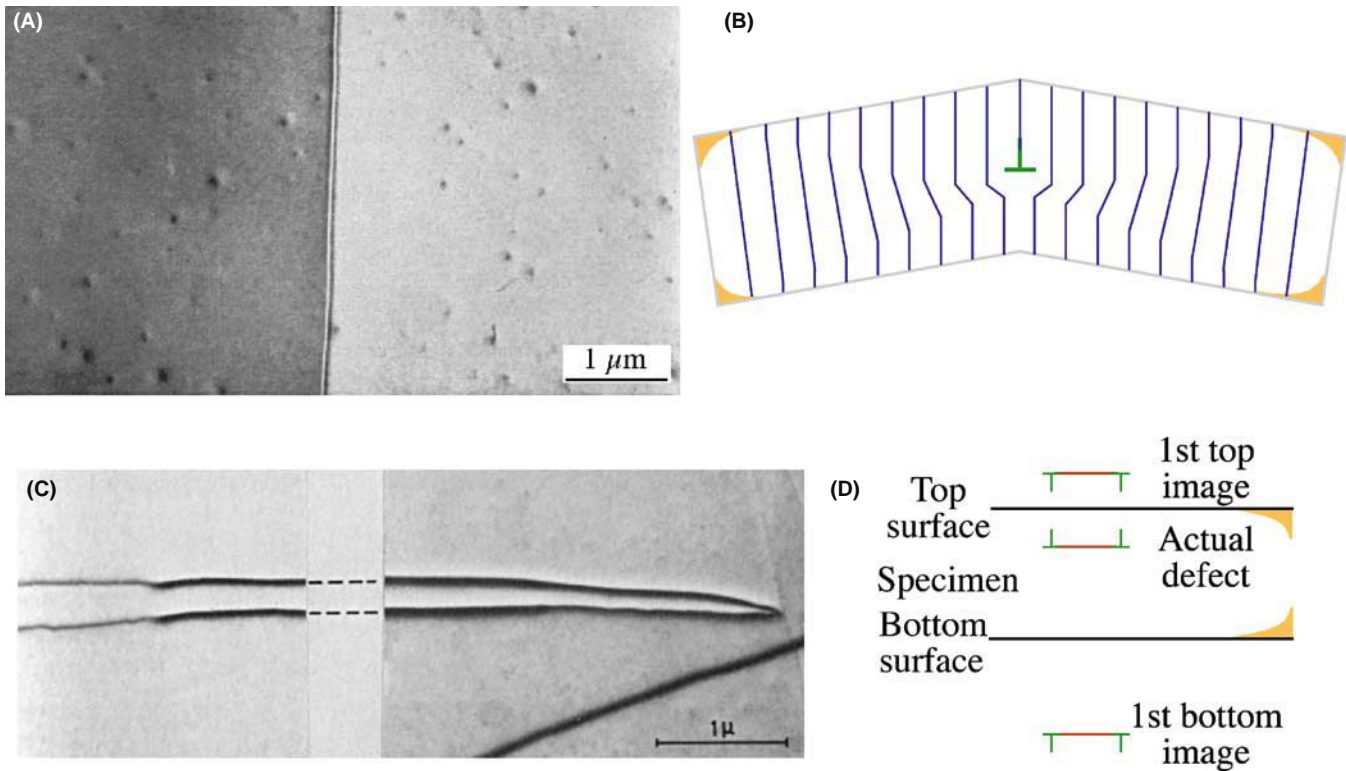 (A)
1 μm
(B)
(C)
1μ
(D)
Top
surface
1st top
image
Actual
defect
Specimen
Bottom
surface
1st bottom
image